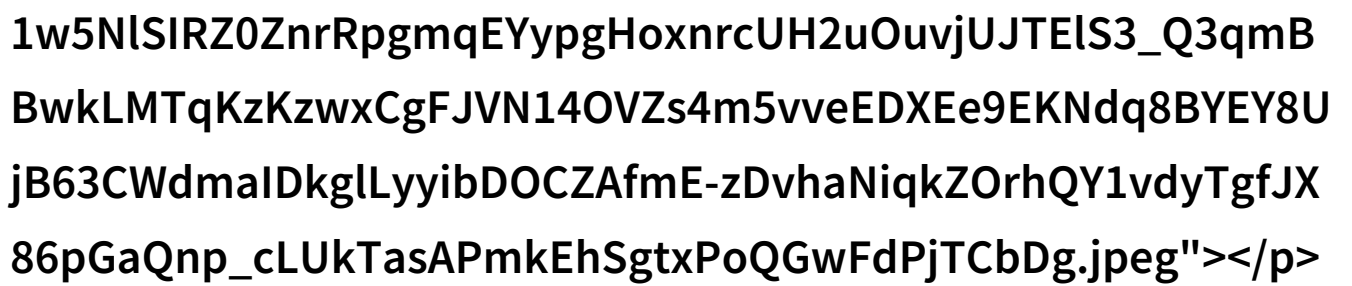 1w5NlSIRZ0ZnrRpgmqEYypgHoxnrcUH2uOuvjUJTElS3_Q3qmB
BwkLMTqKzKzwxCgFJVN14OVZs4m5vveEDXEe9EKNdq8BYEY8U
jB63CWdmaIDkglLyyibDOCZAfmE-zDvhaNiqkZOrhQY1vdyTgfJX
86pGaQnp_cLUkTasAPmkEhSgtxPoQGwFdPjTCbDg.jpeg"></p>